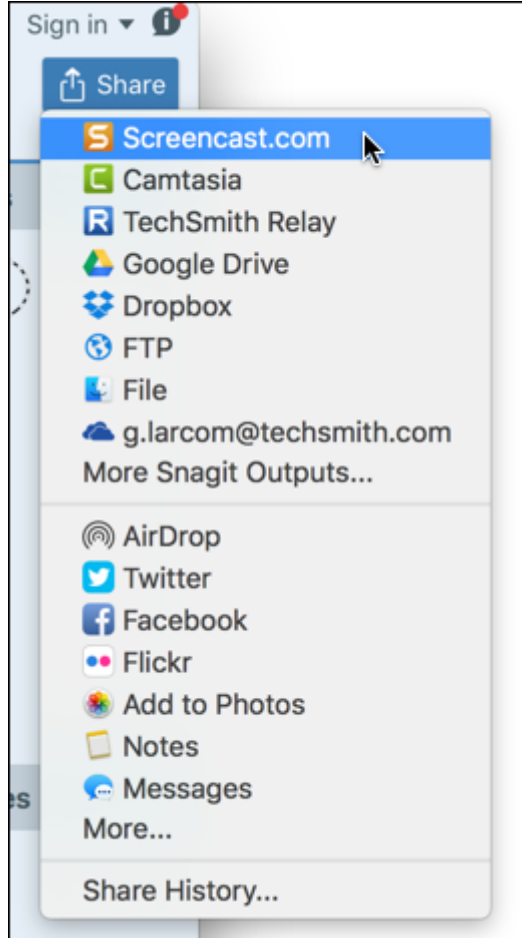 Sign in
Share
Screencast.com
Camtasia
TechSmith Relay
Google Drive
Dropbox
FTP
File
g.larcom@techsmith.com
More Snagit Outputs...
AirDrop
Twitter
Facebook
Flickr
Add to Photos
Notes
Messages
More...
Share History...